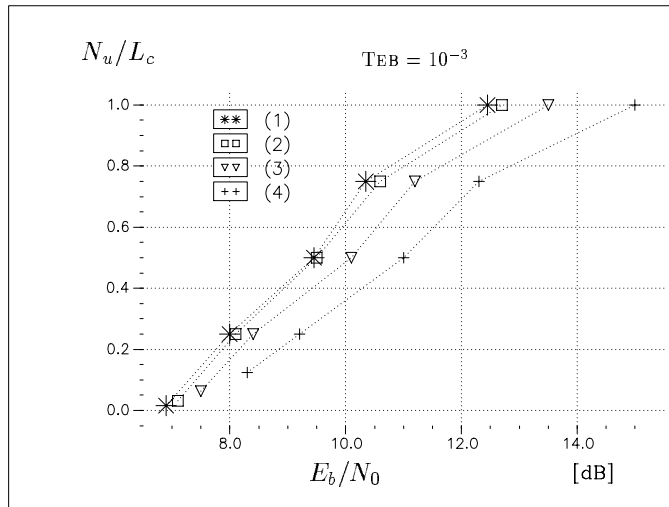 N_u/L_c
TEB = 10^{-3}
1.0
(1)
(2)
0.8
(3)
(4)
0.6
0.4
0.2
0.0
8.0 10.0 12.0 14.0
E_b/N_0 [dB]